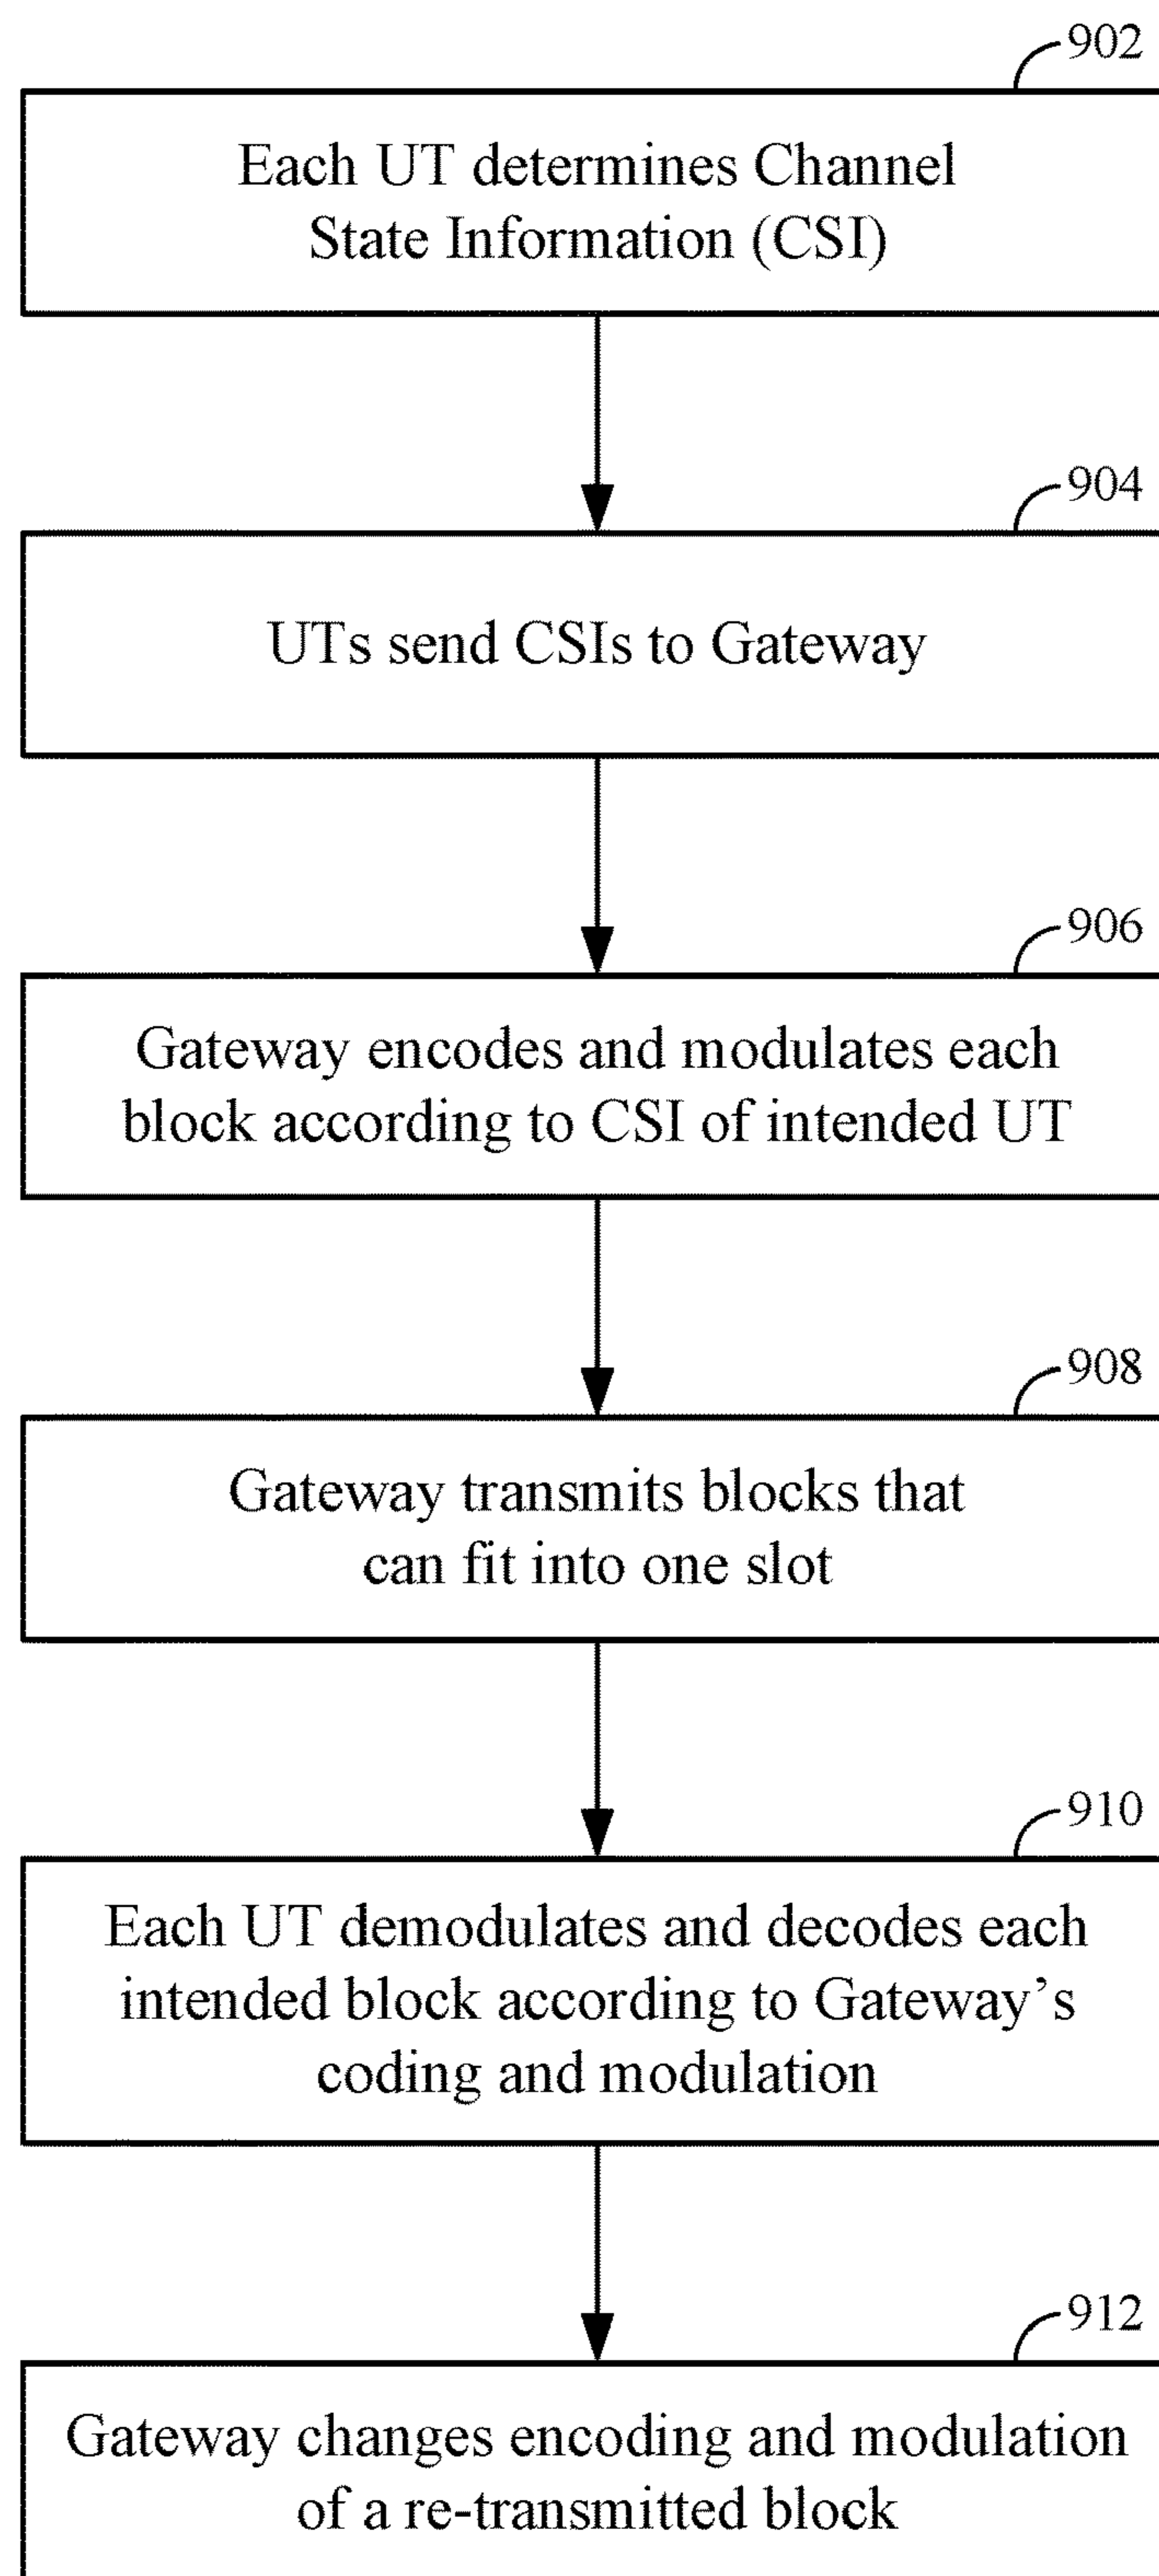 902
Each UT determines Channel
State Information (CSI)
904
UTs send CSIs to Gateway
906
Gateway encodes and modulates each
block according to CSI of intended UT
908
Gateway transmits blocks that
can fit into one slot
910
Each UT demodulates and decodes each
intended block according to Gateway’s
coding and modulation
912
Gateway changes encoding and modulation
of a re-transmitted block